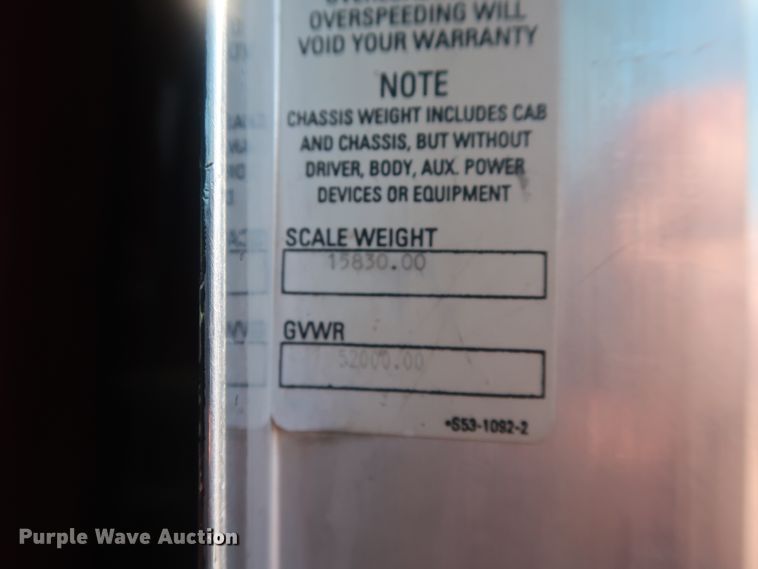 OVERSPEEDING WILL
VOID YOUR WARRANTY
NOTE
CHASSIS WEIGHT INCLUDES CAB
AND CHASSIS, BUT WITHOUT
DRIVER, BODY, AUX. POWER
DEVICES OR EQUIPMENT
SCALE WEIGHT
15830.00
GVWR
52000.00
*S53-1092-2
Purple Wave Auction